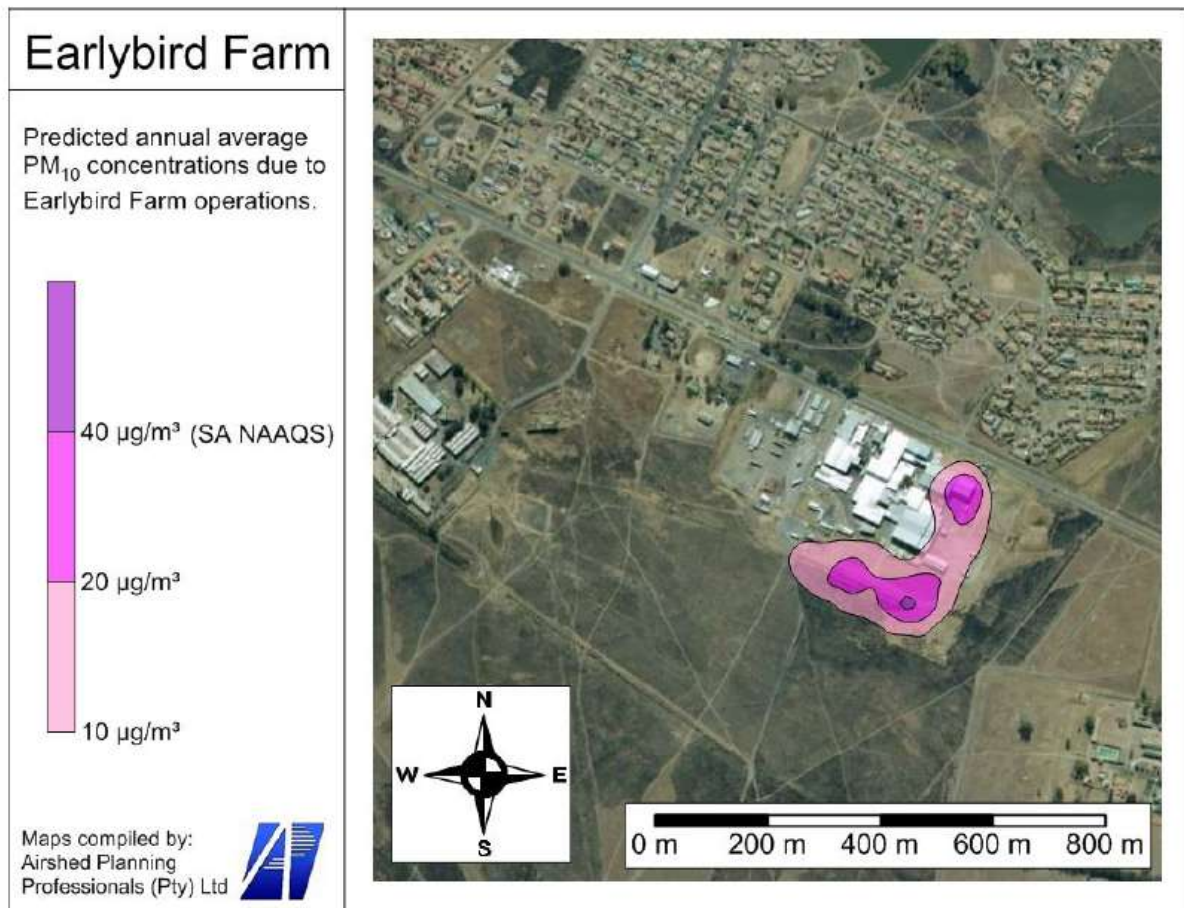 Earlybird Farm
Predicted annual average
PM₁₀ concentrations due to
Earlybird Farm operations.
40 µg/m³ (SA NAAQS)
20 µg/m³
10 µg/m³
Maps compiled by:
Airshed Planning
Professionals (Pty) Ltd
N
W E
S
0 m 200 m 400 m 600 m 800 m